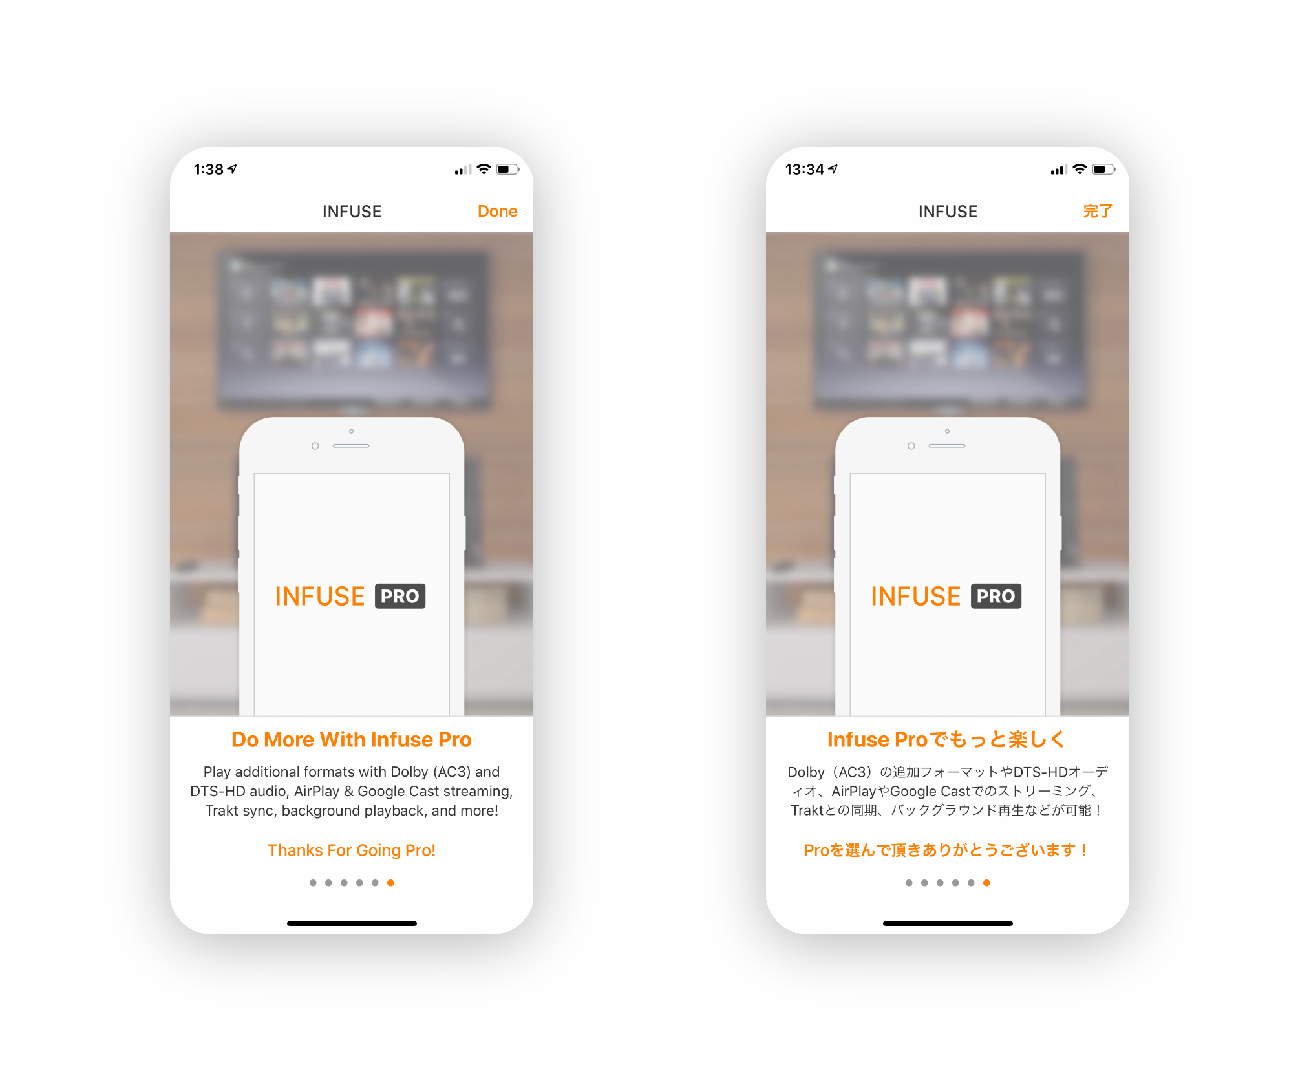 1:38
INFUSE
Done
INFUSE PRO
Do More With Infuse Pro
Play additional formats with Dolby (AC3) and
DTS-HD audio, AirPlay & Google Cast streaming,
Trakt sync, background playback, and more!
Thanks For Going Pro!
13:34
INFUSE
完了
INFUSE PRO
Infuse Proでもっと楽しく
Dolby（AC3）の追加フォーマットやDTS-HDオーデ
ィオ、AirPlayやGoogle Castでのストリーミング、
Traktとの同期、バックグラウンド再生などが可能！
Proを選んで頂きありがとうございます！